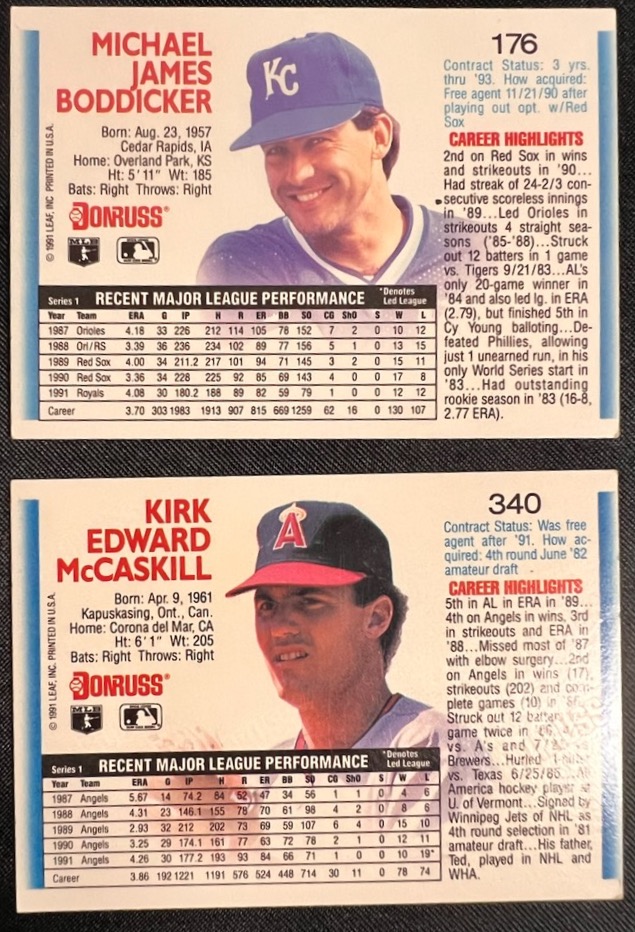 MICHAEL
JAMES
BODDICKER
Born: Aug. 23, 1957
Cedar Rapids, IA
Home: Overland Park, KS
Ht: 5' 11" Wt: 185
Bats: Right Throws: Right
DONRUSS®
MLB
© 1991 LEAF, INC PRINTED IN U.S.A.
KC
176
Contract Status: 3 yrs.
thru '93. How acquired:
Free agent 11/21/90 after
playing out opt. w/Red
Sox
CAREER HIGHLIGHTS
2nd on Red Sox in wins
and strikeouts in '90...
Had streak of 24-2/3 con-
secutive scoreless innings
in '89...Led Orioles in
strikeouts 4 straight sea-
sons ('85-'88)...Struck
out 12 batters in 1 game
vs. Tigers 9/21/83...AL's
only 20-game winner in
'84 and also led lg. in ERA
(2.79), but finished 5th in
Cy Young balloting...De-
feated Phillies, allowing
just 1 unearned run, in his
only World Series start in
'83...Had outstanding
rookie season in '83 (16-8,
2.77 ERA).
Series 1 RECENT MAJOR LEAGUE PERFORMANCE *Denotes Led League
Year Team ERA G IP H R ER BB SO CG ShO S W L
1987 Orioles 4.18 33 226 212 114 105 78 152 7 2 0 10 12
1988 Orl/RS 3.39 36 236 234 102 89 77 156 5 1 0 13 15
1989 Red Sox 4.00 34 211.2 217 101 94 71 145 3 2 0 15 11
1990 Red Sox 3.36 34 228 225 92 85 69 143 4 0 0 17 8
1991 Royals 4.08 30 180.2 188 89 82 59 79 1 0 0 12 12
Career 3.70 303 1983 1913 907 815 669 1259 62 16 0 130 107
KIRK
EDWARD
McCASKILL
Born: Apr. 9, 1961
Kapuskasing, Ont., Can.
Home: Corona del Mar, CA
Ht: 6' 1" Wt: 205
Bats: Right Throws: Right
DONRUSS®
MLB
© 1991 LEAF, INC. PRINTED IN U.S.A.
A
340
Contract Status: Was free
agent after '91. How ac-
quired: 4th round June '82
amateur draft
CAREER HIGHLIGHTS
5th in AL in ERA in '89...
4th on Angels in wins, 3rd
in strikeouts and ERA in
'88...Missed most of '87
with elbow surgery...2nd
on Angels in wins (17),
strikeouts (202) and com-
plete games (10) in '86...
Struck out 12 batters
game twice in
vs. A's and
Brewers...Hurled
vs. Texas 6/25/86...All
America hockey player at
U. of Vermont...Signed by
Winnipeg Jets of NHL as
4th round selection in '81
amateur draft...His father,
Ted, played in NHL and
WHA.
Series 1 RECENT MAJOR LEAGUE PERFORMANCE *Denotes Led League
Year Team ERA G IP H R ER BB SO CG ShO S W L
1987 Angels 5.67 14 74.2 84 52 47 34 56 1 1 0 4 6
1988 Angels 4.31 23 146.1 155 78 70 61 98 4 2 0 8 6
1989 Angels 2.93 32 212 202 73 69 59 107 6 4 0 15 10
1990 Angels 3.25 29 174.1 161 77 63 72 78 2 1 0 12 11
1991 Angels 4.26 30 177.2 193 93 84 66 71 1 0 0 10 19*
Career 3.86 192 1221 1191 576 524 448 714 30 11 0 78 74